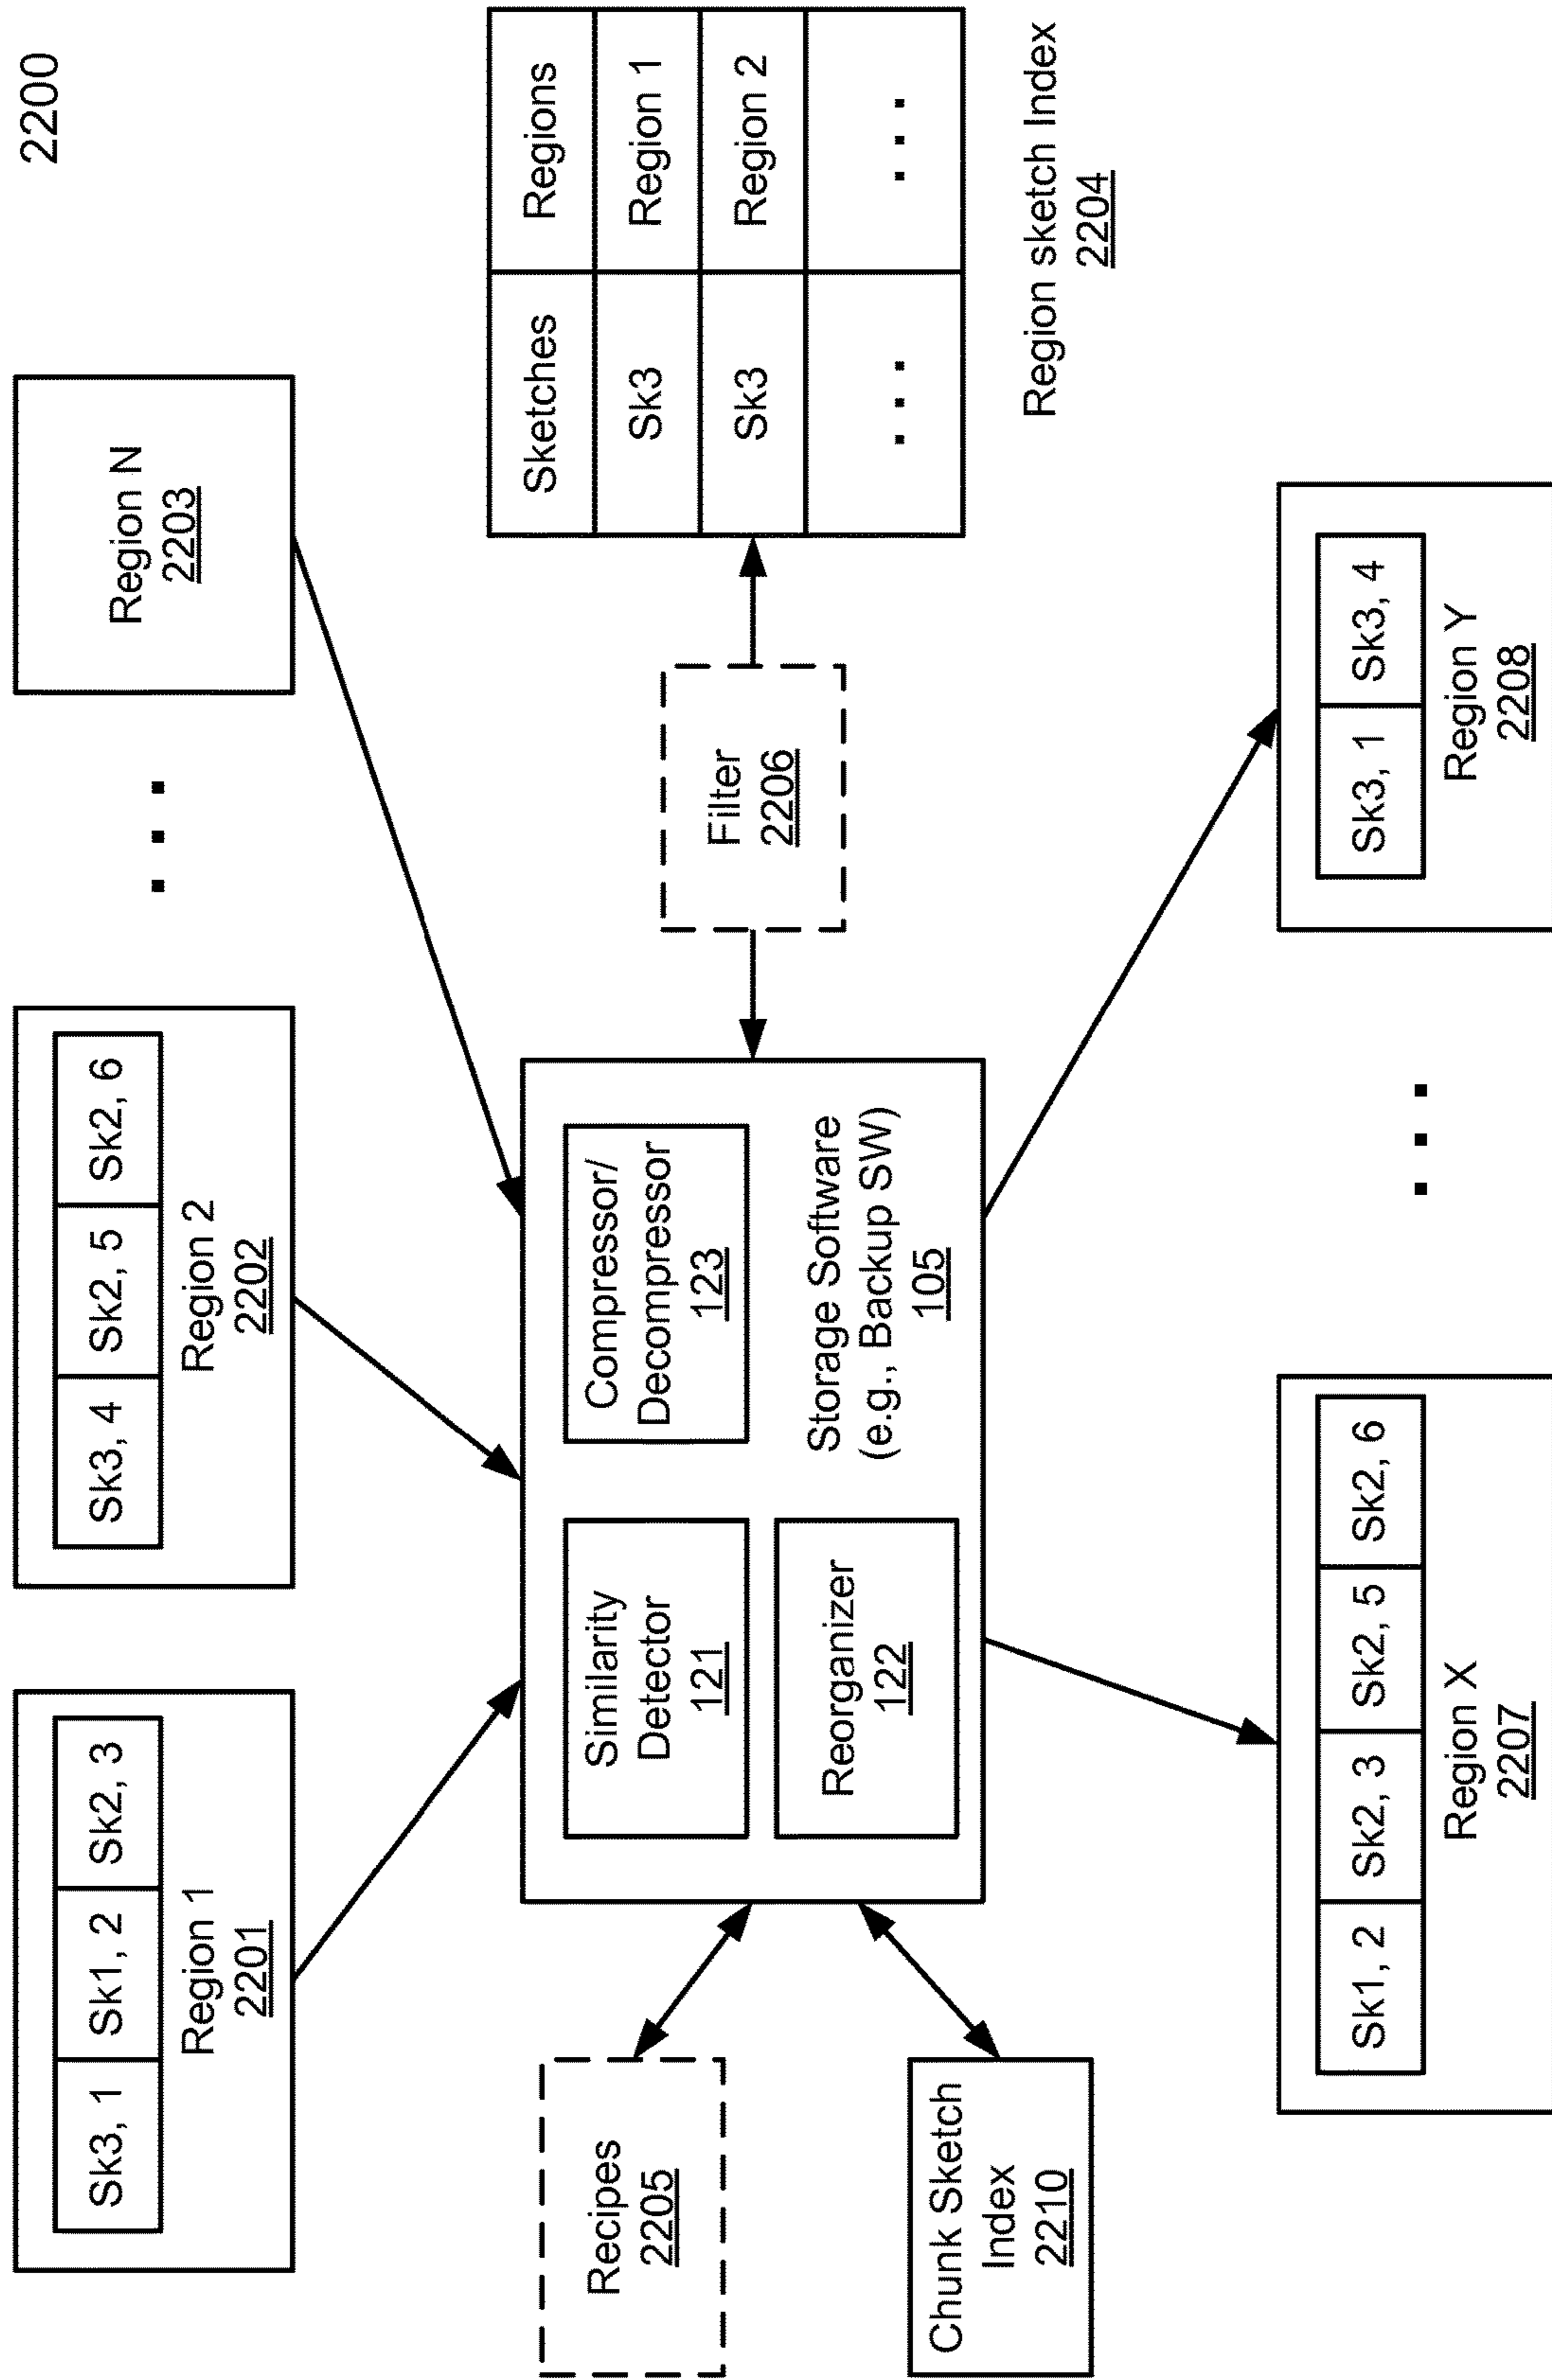 2200
Sk3, 1
Sk1, 2
Sk2, 3
Region 1
2201
Sk3, 4
Sk2, 5
Sk2, 6
Region 2
2202
. . .
Region N
2203
Recipes
2205
Chunk Sketch
Index
2210
Similarity
Detector
121
Reorganizer
122
Compressor/
Decompressor
123
Storage Software
(e.g., Backup SW)
105
Filter
2206
Sketches
Regions
Sk3
Region 1
Sk3
Region 2
. . .
. . .
Region sketch Index
2204
Sk1, 2
Sk2, 3
Sk2, 5
Sk2, 6
Region X
2207
. . .
Sk3, 1
Sk3, 4
Region Y
2208